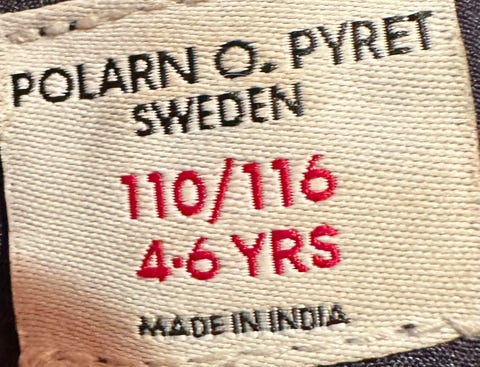 POLARN O. PYRET
SWEDEN
110/116
4-6 YRS
MADE IN INDIA